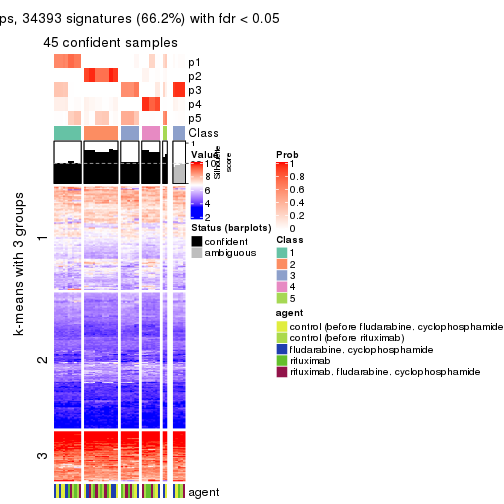 ps, 34393 signatures (66.2%) with fdr < 0.05
45 confident samples
p1
p2
p3
p4
p5
Class
1
Silhouette
score
Value
10
8
6
4
2
Prob
1
0.8
0.6
0.4
0.2
0
Status (barplots)
confident
ambiguous
Class
1
2
3
4
5
agent
control (before fludarabine, cyclophosphamide
control (before rituximab)
fludarabine, cyclophosphamide
rituximab
rituximab, fludarabine, cyclophosphamide
k-means with 3 groups
1
2
3
agent